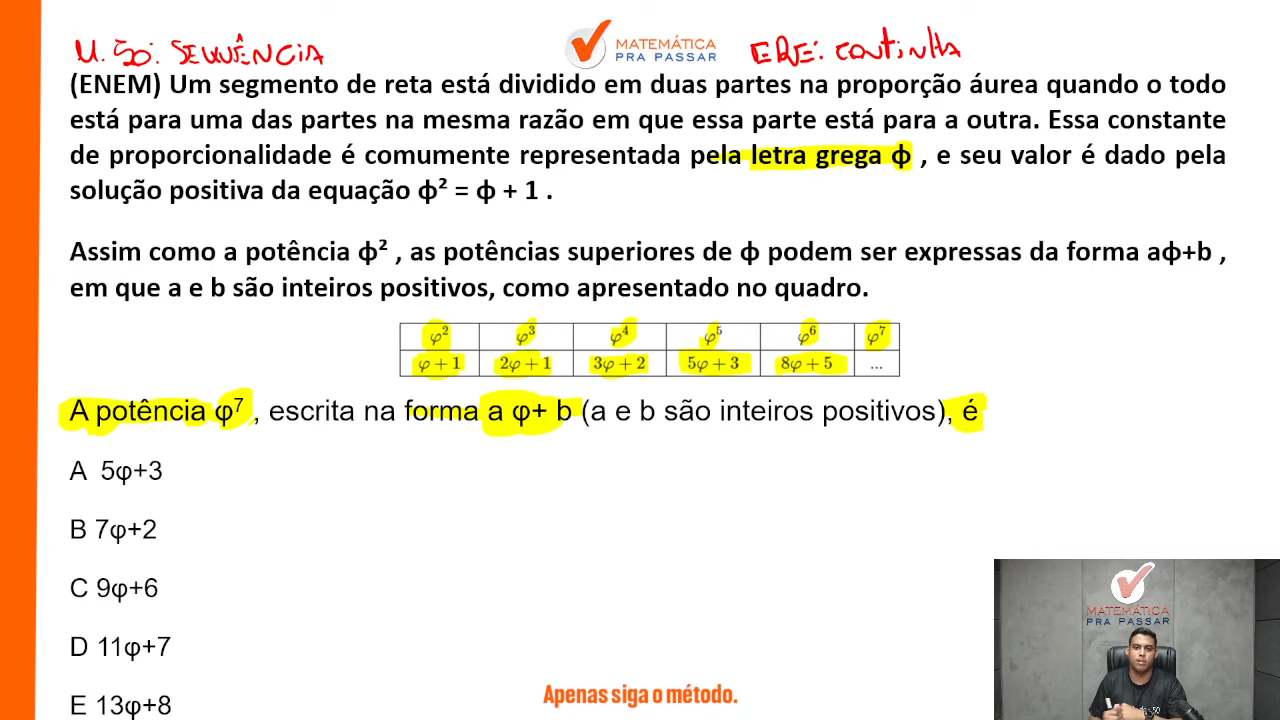 M. 50: SEQUÊNCIA
MATEMÁTICA
PRA PASSAR
(ENEM) Um segmento de reta está dividido em duas partes na proporção áurea quando o todo
está para uma das partes na mesma razão em que essa parte está para a outra. Essa constante
de proporcionalidade é comumente representada pela letra grega ϕ , e seu valor é dado pela
solução positiva da equação ϕ² = ϕ + 1 .
Assim como a potência ϕ² , as potências superiores de ϕ podem ser expressas da forma aϕ+b ,
em que a e b são inteiros positivos, como apresentado no quadro.
φ² φ³ φ⁴ φ⁵ φ⁶ φ⁷
φ + 1 2φ + 1 3φ + 2 5φ + 3 8φ + 5 ...
A potência φ⁷ , escrita na forma a φ+ b (a e b são inteiros positivos), é
A 5φ+3
B 7φ+2
C 9φ+6
D 11φ+7
E 13φ+8
MATEMÁTICA
PRA PASSAR
Apenas siga o método.